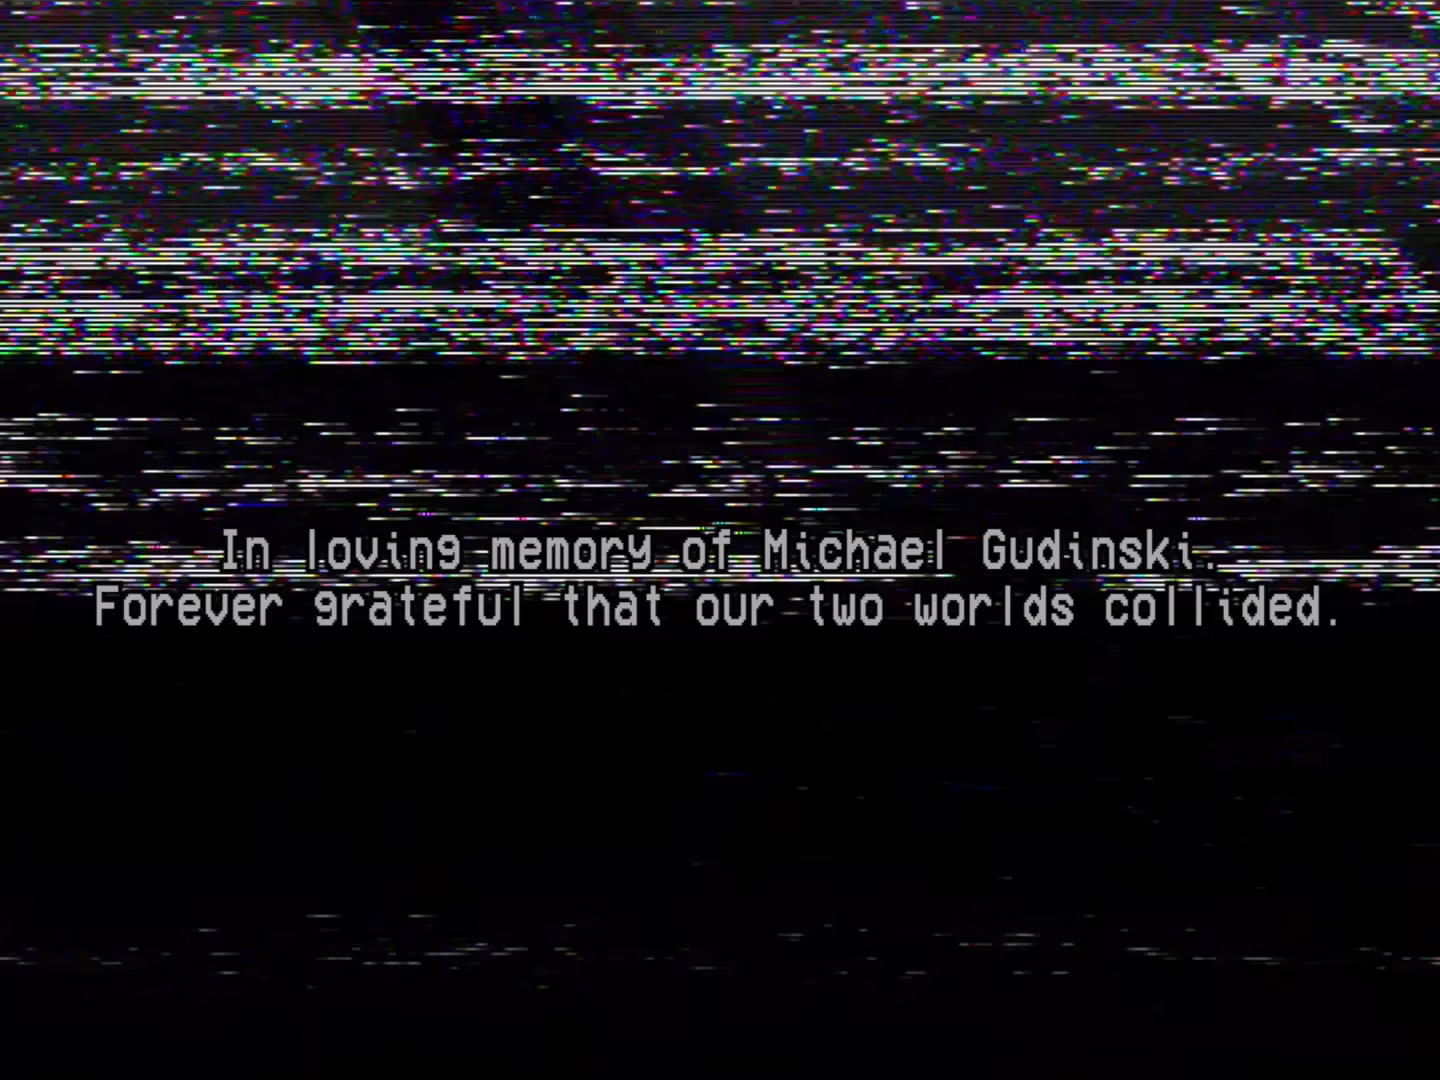 In loving memory of Michael Gudinski.
Forever grateful that our two worlds collided.